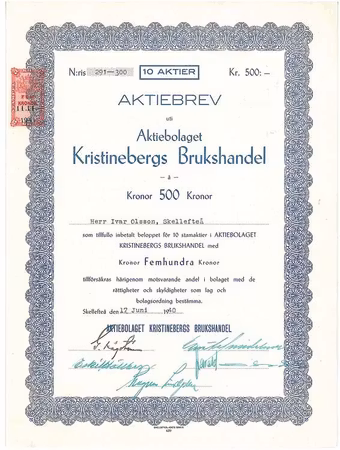 N:ris 291—300 10 AKTIER Kr. 500:—
AKTIEBREV
uti
Aktiebolaget
Kristinebergs Brukshandel
— å —
Kronor 500 Kronor
Herr Ivar Olsson, Skellefteå
som tillfullo inbetalt beloppet för 10 stamaktier i AKTIEBOLAGET
KRISTINEBERGS BRUKSHANDEL med
Kronor Femhundra Kronor
tillförsäkras härigenom motsvarande andel i bolaget med de
rättigheter och skyldigheter som lag och
bolagsordning bestämma.
Skellefteå den 17 Juni 1940
AKTIEBOLAGET KRISTINEBERGS BRUKSHANDEL